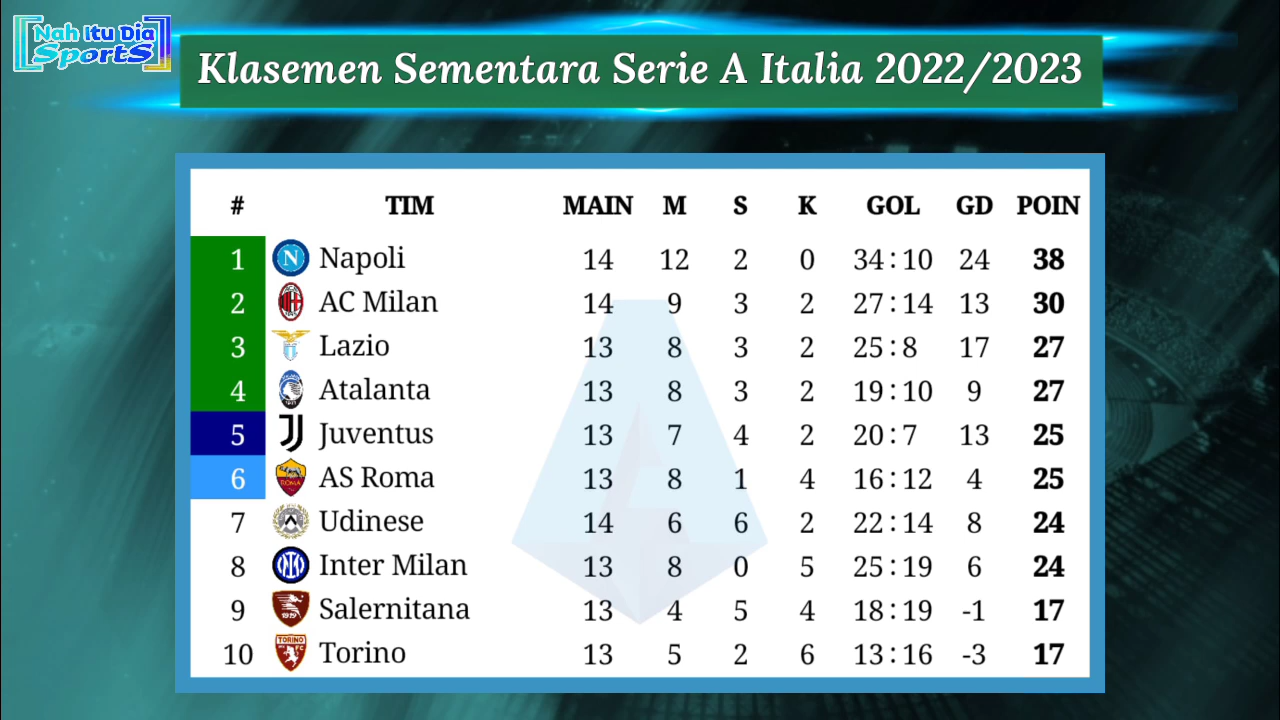 Nah Itu Dia
Sports
Klasemen Sementara Serie A Italia 2022/2023
# TIM MAIN M S K GOL GD POIN
1 Napoli 14 12 2 0 34:10 24 38
2 AC Milan 14 9 3 2 27:14 13 30
3 Lazio 13 8 3 2 25:8 17 27
4 Atalanta 13 8 3 2 19:10 9 27
5 Juventus 13 7 4 2 20:7 13 25
6 AS Roma 13 8 1 4 16:12 4 25
7 Udinese 14 6 6 2 22:14 8 24
8 Inter Milan 13 8 0 5 25:19 6 24
9 Salernitana 13 4 5 4 18:19 -1 17
10 Torino 13 5 2 6 13:16 -3 17